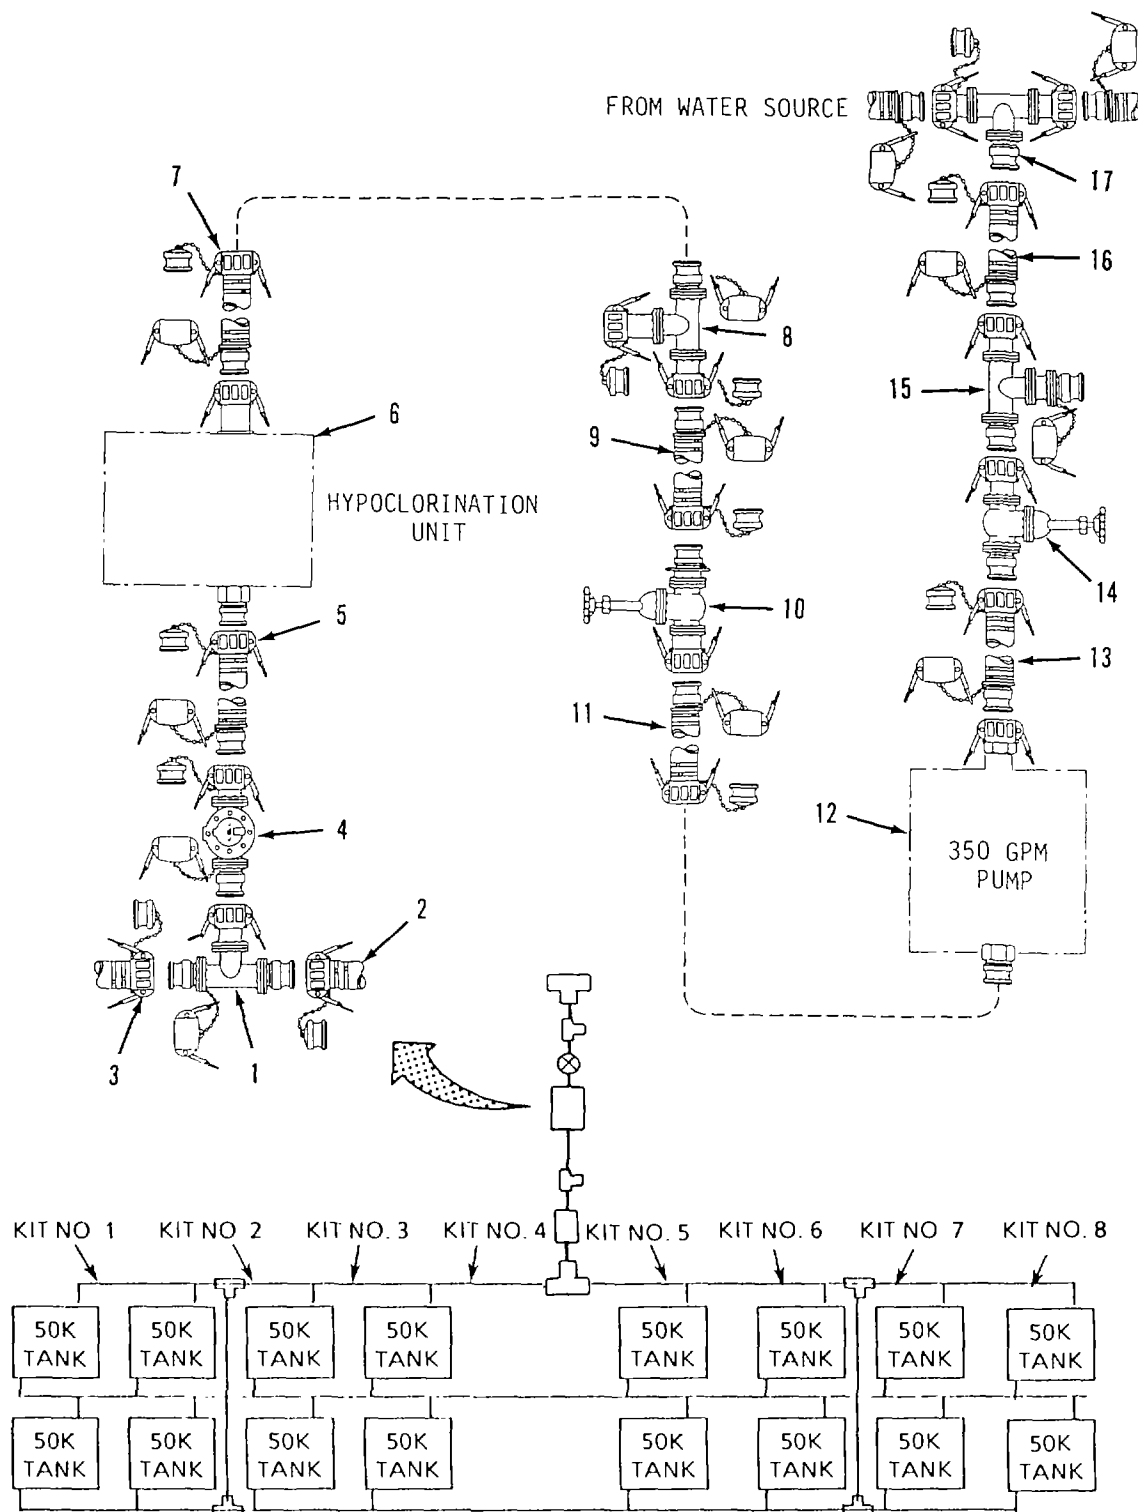 FROM WATER SOURCE
17
7
16
8
15
6
9
HYPOCLORINATION
UNIT
14
10
5
13
11
12
4
350 GPM
PUMP
2
3
1
KIT NO 1
KIT NO 2
KIT NO. 3
KIT NO. 4
KIT NO. 5
KIT NO. 6
KIT NO 7
KIT NO. 8
50K
TANK
50K
TANK
50K
TANK
50K
TANK
50K
TANK
50K
TANK
50K
TANK
50K
TANK
50K
TANK
50K
TANK
50K
TANK
50K
TANK
50K
TANK
50K
TANK
50K
TANK
50K
TANK